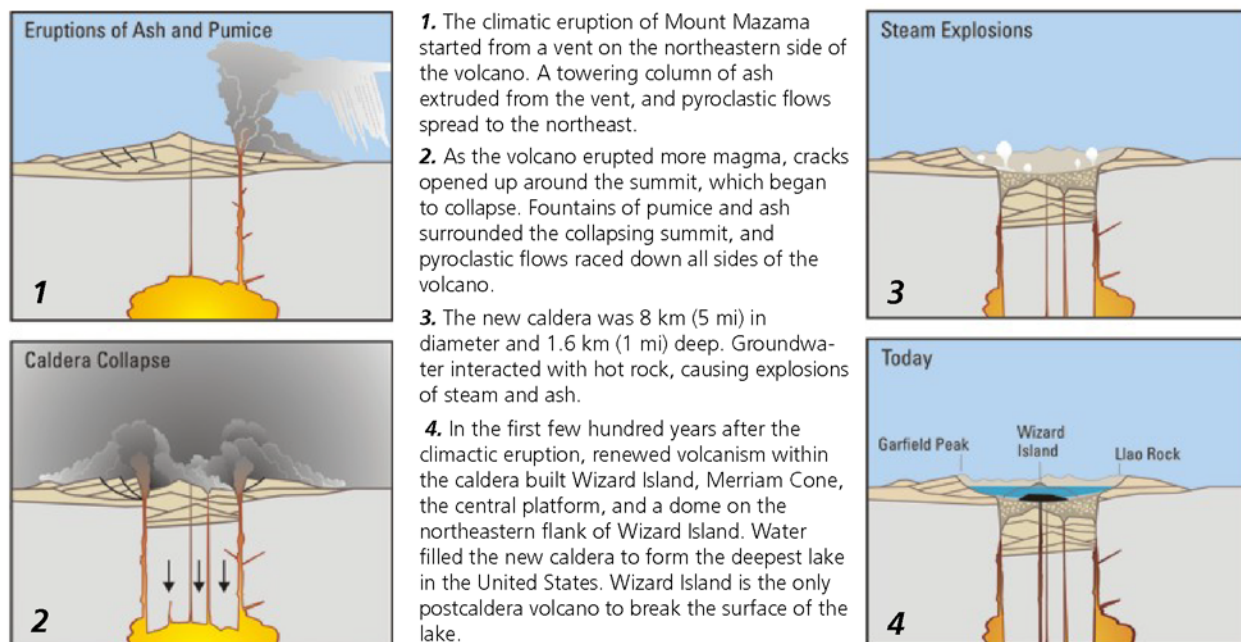 Eruptions of Ash and Pumice
1
Caldera Collapse
2
1. The climatic eruption of Mount Mazama
started from a vent on the northeastern side of
the volcano. A towering column of ash
extruded from the vent, and pyroclastic flows
spread to the northeast.
2. As the volcano erupted more magma, cracks
opened up around the summit, which began
to collapse. Fountains of pumice and ash
surrounded the collapsing summit, and
pyroclastic flows raced down all sides of the
volcano.
3. The new caldera was 8 km (5 mi) in
diameter and 1.6 km (1 mi) deep. Groundwa-
ter interacted with hot rock, causing explosions
of steam and ash.
4. In the first few hundred years after the
climactic eruption, renewed volcanism within
the caldera built Wizard Island, Merriam Cone,
the central platform, and a dome on the
northeastern flank of Wizard Island. Water
filled the new caldera to form the deepest lake
in the United States. Wizard Island is the only
postcaldera volcano to break the surface of the
lake.
Steam Explosions
3
Today
Garfield Peak
Wizard
Island
Llao Rock
4